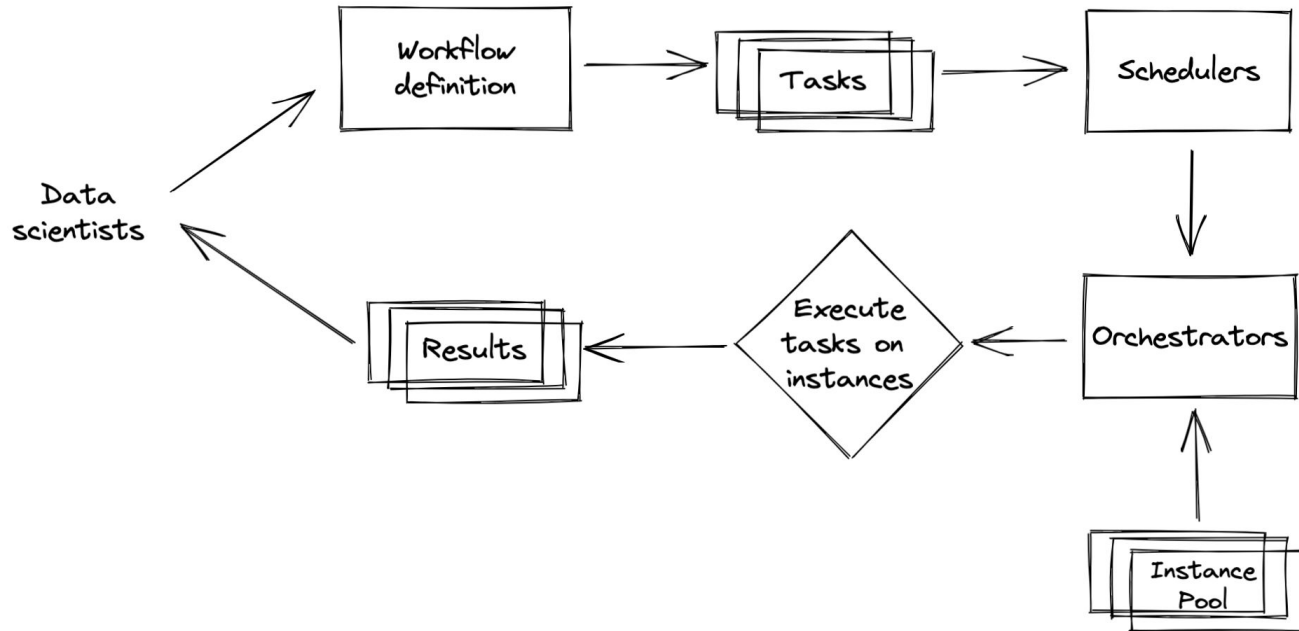 Workflow
definition
Tasks
Schedulers
Data
scientists
Execute
tasks on
instances
Results
Orchestrators
Instance
Pool